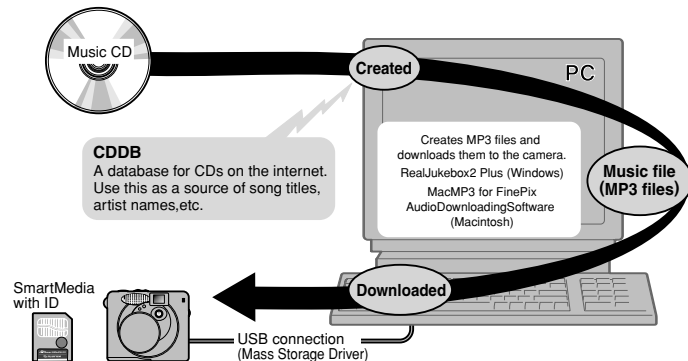 Music CD
Created
PC
CDDB
A database for CDs on the internet.
Use this as a source of song titles,
artist names,etc.
Creates MP3 files and
downloads them to the camera.
RealJukebox2 Plus (Windows)
MacMP3 for FinePix
AudioDownloadingSoftware
(Macintosh)
Music file
(MP3 files)
Downloaded
SmartMedia
with ID
USB connection
(Mass Storage Driver)